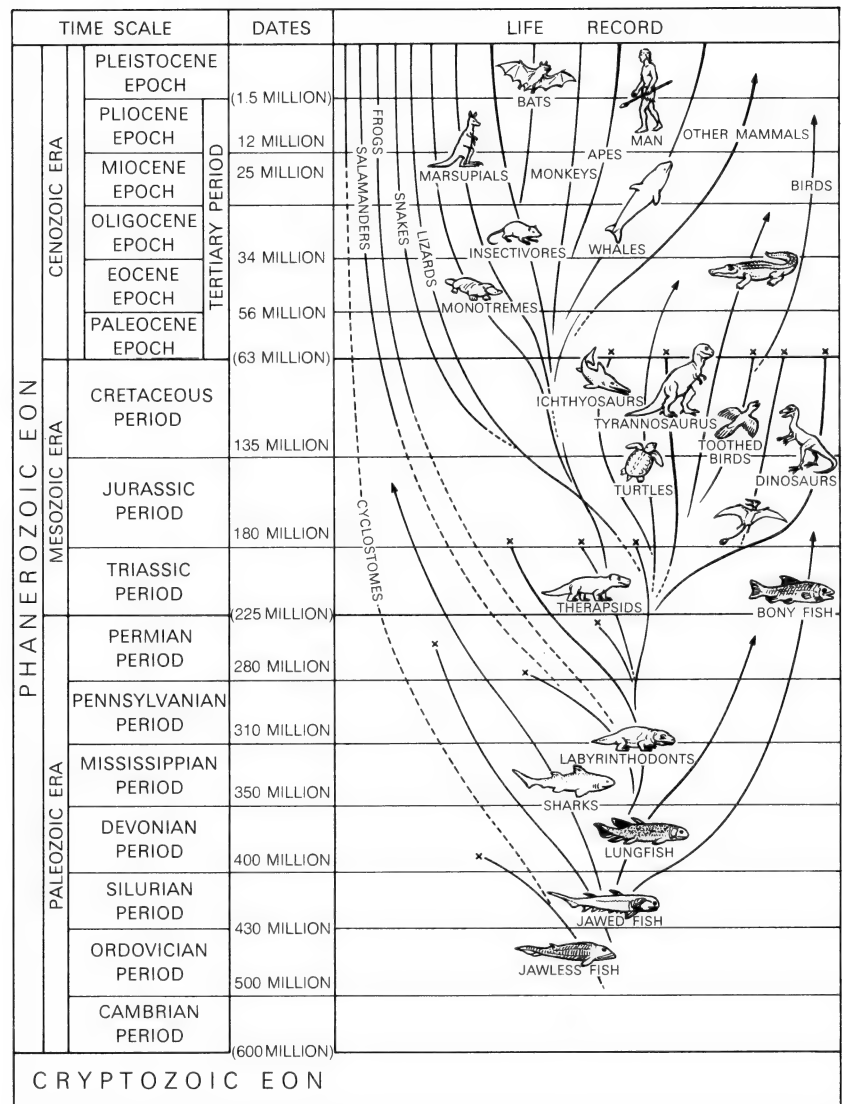 TIME SCALE
DATES
LIFE RECORD
PHANEROZOIC EON
CENOZOIC ERA
TERTIARY PERIOD
PLEISTOCENE
EPOCH
(1.5 MILLION)
PLIOCENE
EPOCH
12 MILLION
MIOCENE
EPOCH
25 MILLION
OLIGOCENE
EPOCH
34 MILLION
EOCENE
EPOCH
56 MILLION
PALEOCENE
EPOCH
(63 MILLION)
MESOZOIC ERA
CRETACEOUS
PERIOD
135 MILLION
JURASSIC
PERIOD
180 MILLION
TRIASSIC
PERIOD
(225 MILLION)
PALEOZOIC ERA
PERMIAN
PERIOD
280 MILLION
PENNSYLVANIAN
PERIOD
310 MILLION
MISSISSIPPIAN
PERIOD
350 MILLION
DEVONIAN
PERIOD
400 MILLION
SILURIAN
PERIOD
430 MILLION
ORDOVICIAN
PERIOD
500 MILLION
CAMBRIAN
PERIOD
(600 MILLION)
CRYPTOZOIC EON
SALAMANDERS
FROGS
SNAKES
LIZARDS
BATS
MAN
OTHER MAMMALS
MARSUPIALS
MONKEYS
APES
BIRDS
INSECTIVORES
WHALES
MONOTREMES
ICHTHYOSAURS
TYRANNOSAURUS
TOOTHED
BIRDS
DINOSAURS
TURTLES
CYCLOSTOMES
THERAPSIDS
BONY FISH
LABYRINTHODONTS
SHARKS
LUNGFISH
JAWED FISH
JAWLESS FISH